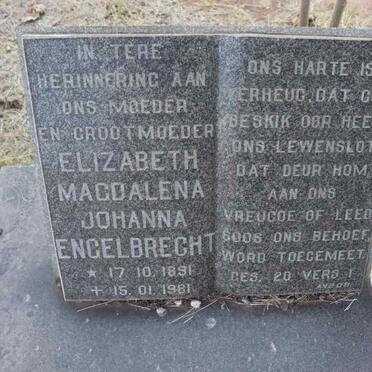 IN TERE
HERINNERING AAN
ONS MOEDER
EN GROOTMOEDER
ELIZABETH
MAGDALENA
JOHANNA
ENGELBRECHT
* 17.10.1891
+ 15.01.1981
ONS HARTE IS
VERHEUG, DAT G
BESKIK OOR HEE
ONS LEWENSLOT
DAT DEUR HOM,
AAN ONS
VREUGDE OF LEED
SOOS ONS BEHOEF,
WORD TOEGEMEET.
GES. 20 VERS 1